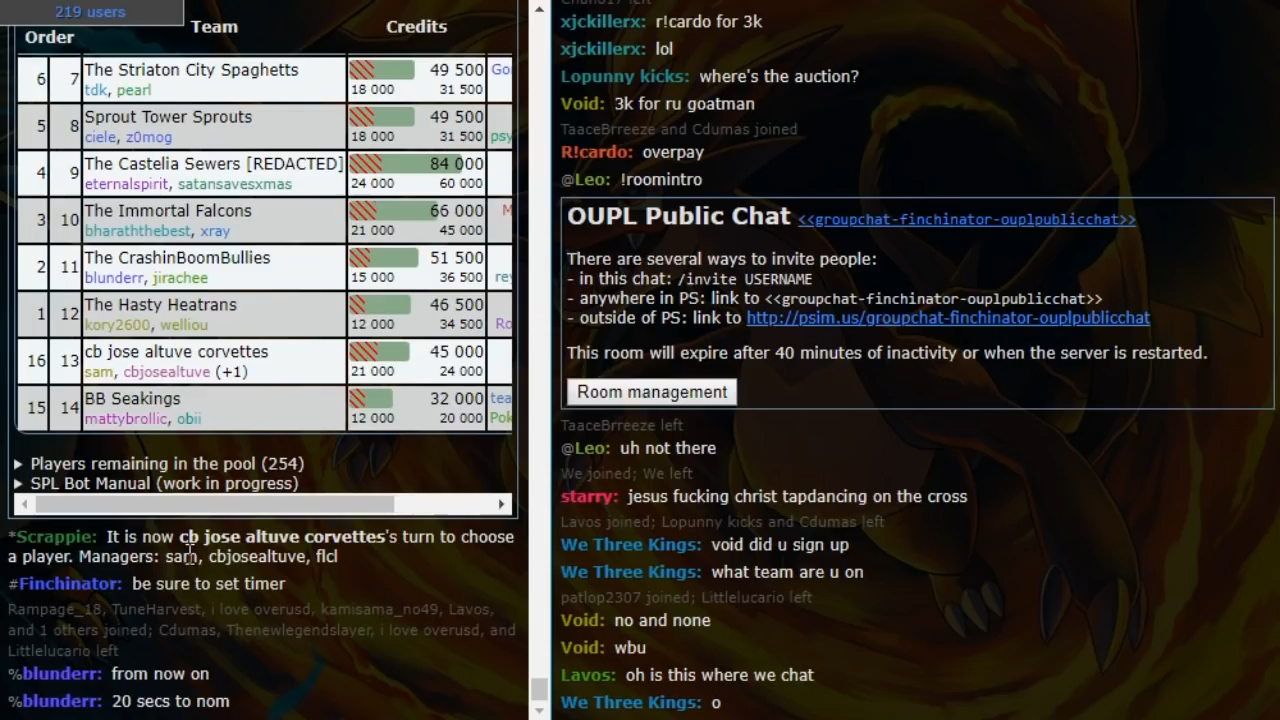 219 users
Order
Team
Credits
6 7 The Striaton City Spaghetts 49 500
tdk, pearl 18 000 31 500
5 8 Sprout Tower Sprouts 49 500
ciele, z0mog 18 000 31 500 psy
4 9 The Castelia Sewers [REDACTED] 84 000
eternalspirit, satansavesxmas 24 000 60 000
3 10 The Immortal Falcons 66 000 M
bharaththebest, xray 21 000 45 000
2 11 The CrashinBoomBullies 51 500
blunderr, jirachee 15 000 36 500 rey
1 12 The Hasty Heatrans 46 500
kory2600, welliou 12 000 34 500 Ro
16 13 cb jose altuve corvettes 45 000
sam, cbjosealtuve (+1) 21 000 24 000
15 14 BB Seakings 32 000 tea
mattybrollic, obii 12 000 20 000 Pok
▶ Players remaining in the pool (254)
▶ SPL Bot Manual (work in progress)
*Scrappie: It is now cb jose altuve corvettes's turn to choose
a player. Managers: sam, cbjosealtuve, flcl
#Finchinator: be sure to set timer
Rampage_18, TuneHarvest, i love overusd, kamisama_no49, Lavos,
and 1 others joined; Cdumas, Thenewlegendslayer, i love overusd, and
Littlelucario left
%blunderr: from now on
%blunderr: 20 secs to nom
xjckillerx: r!cardo for 3k
xjckillerx: lol
Lopunny kicks: where's the auction?
Void: 3k for ru goatman
TaaceBrreeze and Cdumas joined
R!cardo: overpay
@Leo: !roomintro
OUPL Public Chat <<groupchat-finchinator-ouplpublicchat>>
There are several ways to invite people:
- in this chat: /invite USERNAME
- anywhere in PS: link to <<groupchat-finchinator-ouplpublicchat>>
- outside of PS: link to http://psim.us/groupchat-finchinator-ouplpublicchat
This room will expire after 40 minutes of inactivity or when the server is restarted.
Room management
TaaceBrreeze left
@Leo: uh not there
We joined; We left
starry: jesus fucking christ tapdancing on the cross
Lavos joined; Lopunny kicks and Cdumas left
We Three Kings: void did u sign up
We Three Kings: what team are u on
patlop2307 joined; Littlelucario left
Void: no and none
Void: wbu
Lavos: oh is this where we chat
We Three Kings: o